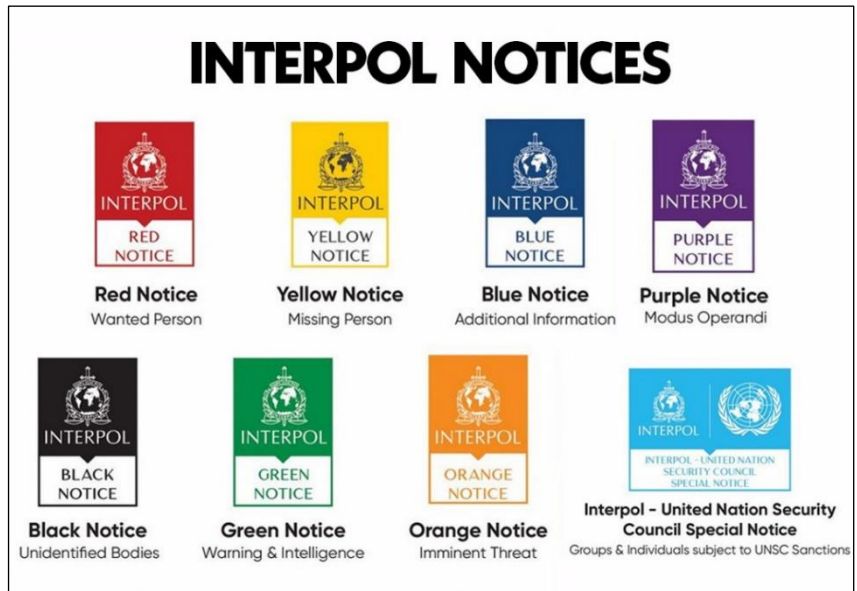 INTERPOL NOTICES
INTERPOL
RED
NOTICE
Red Notice
Wanted Person
INTERPOL
YELLOW
NOTICE
Yellow Notice
Missing Person
INTERPOL
BLUE
NOTICE
Blue Notice
Additional Information
INTERPOL
PURPLE
NOTICE
Purple Notice
Modus Operandi
INTERPOL
BLACK
NOTICE
Black Notice
Unidentified Bodies
INTERPOL
GREEN
NOTICE
Green Notice
Warning & Intelligence
INTERPOL
ORANGE
NOTICE
Orange Notice
Imminent Threat
INTERPOL
INTERPOL - UNITED NATION
SECURITY COUNCIL
SPECIAL NOTICE
Interpol - United Nation Security
Council Special Notice
Groups & Individuals subject to UNSC Sanctions